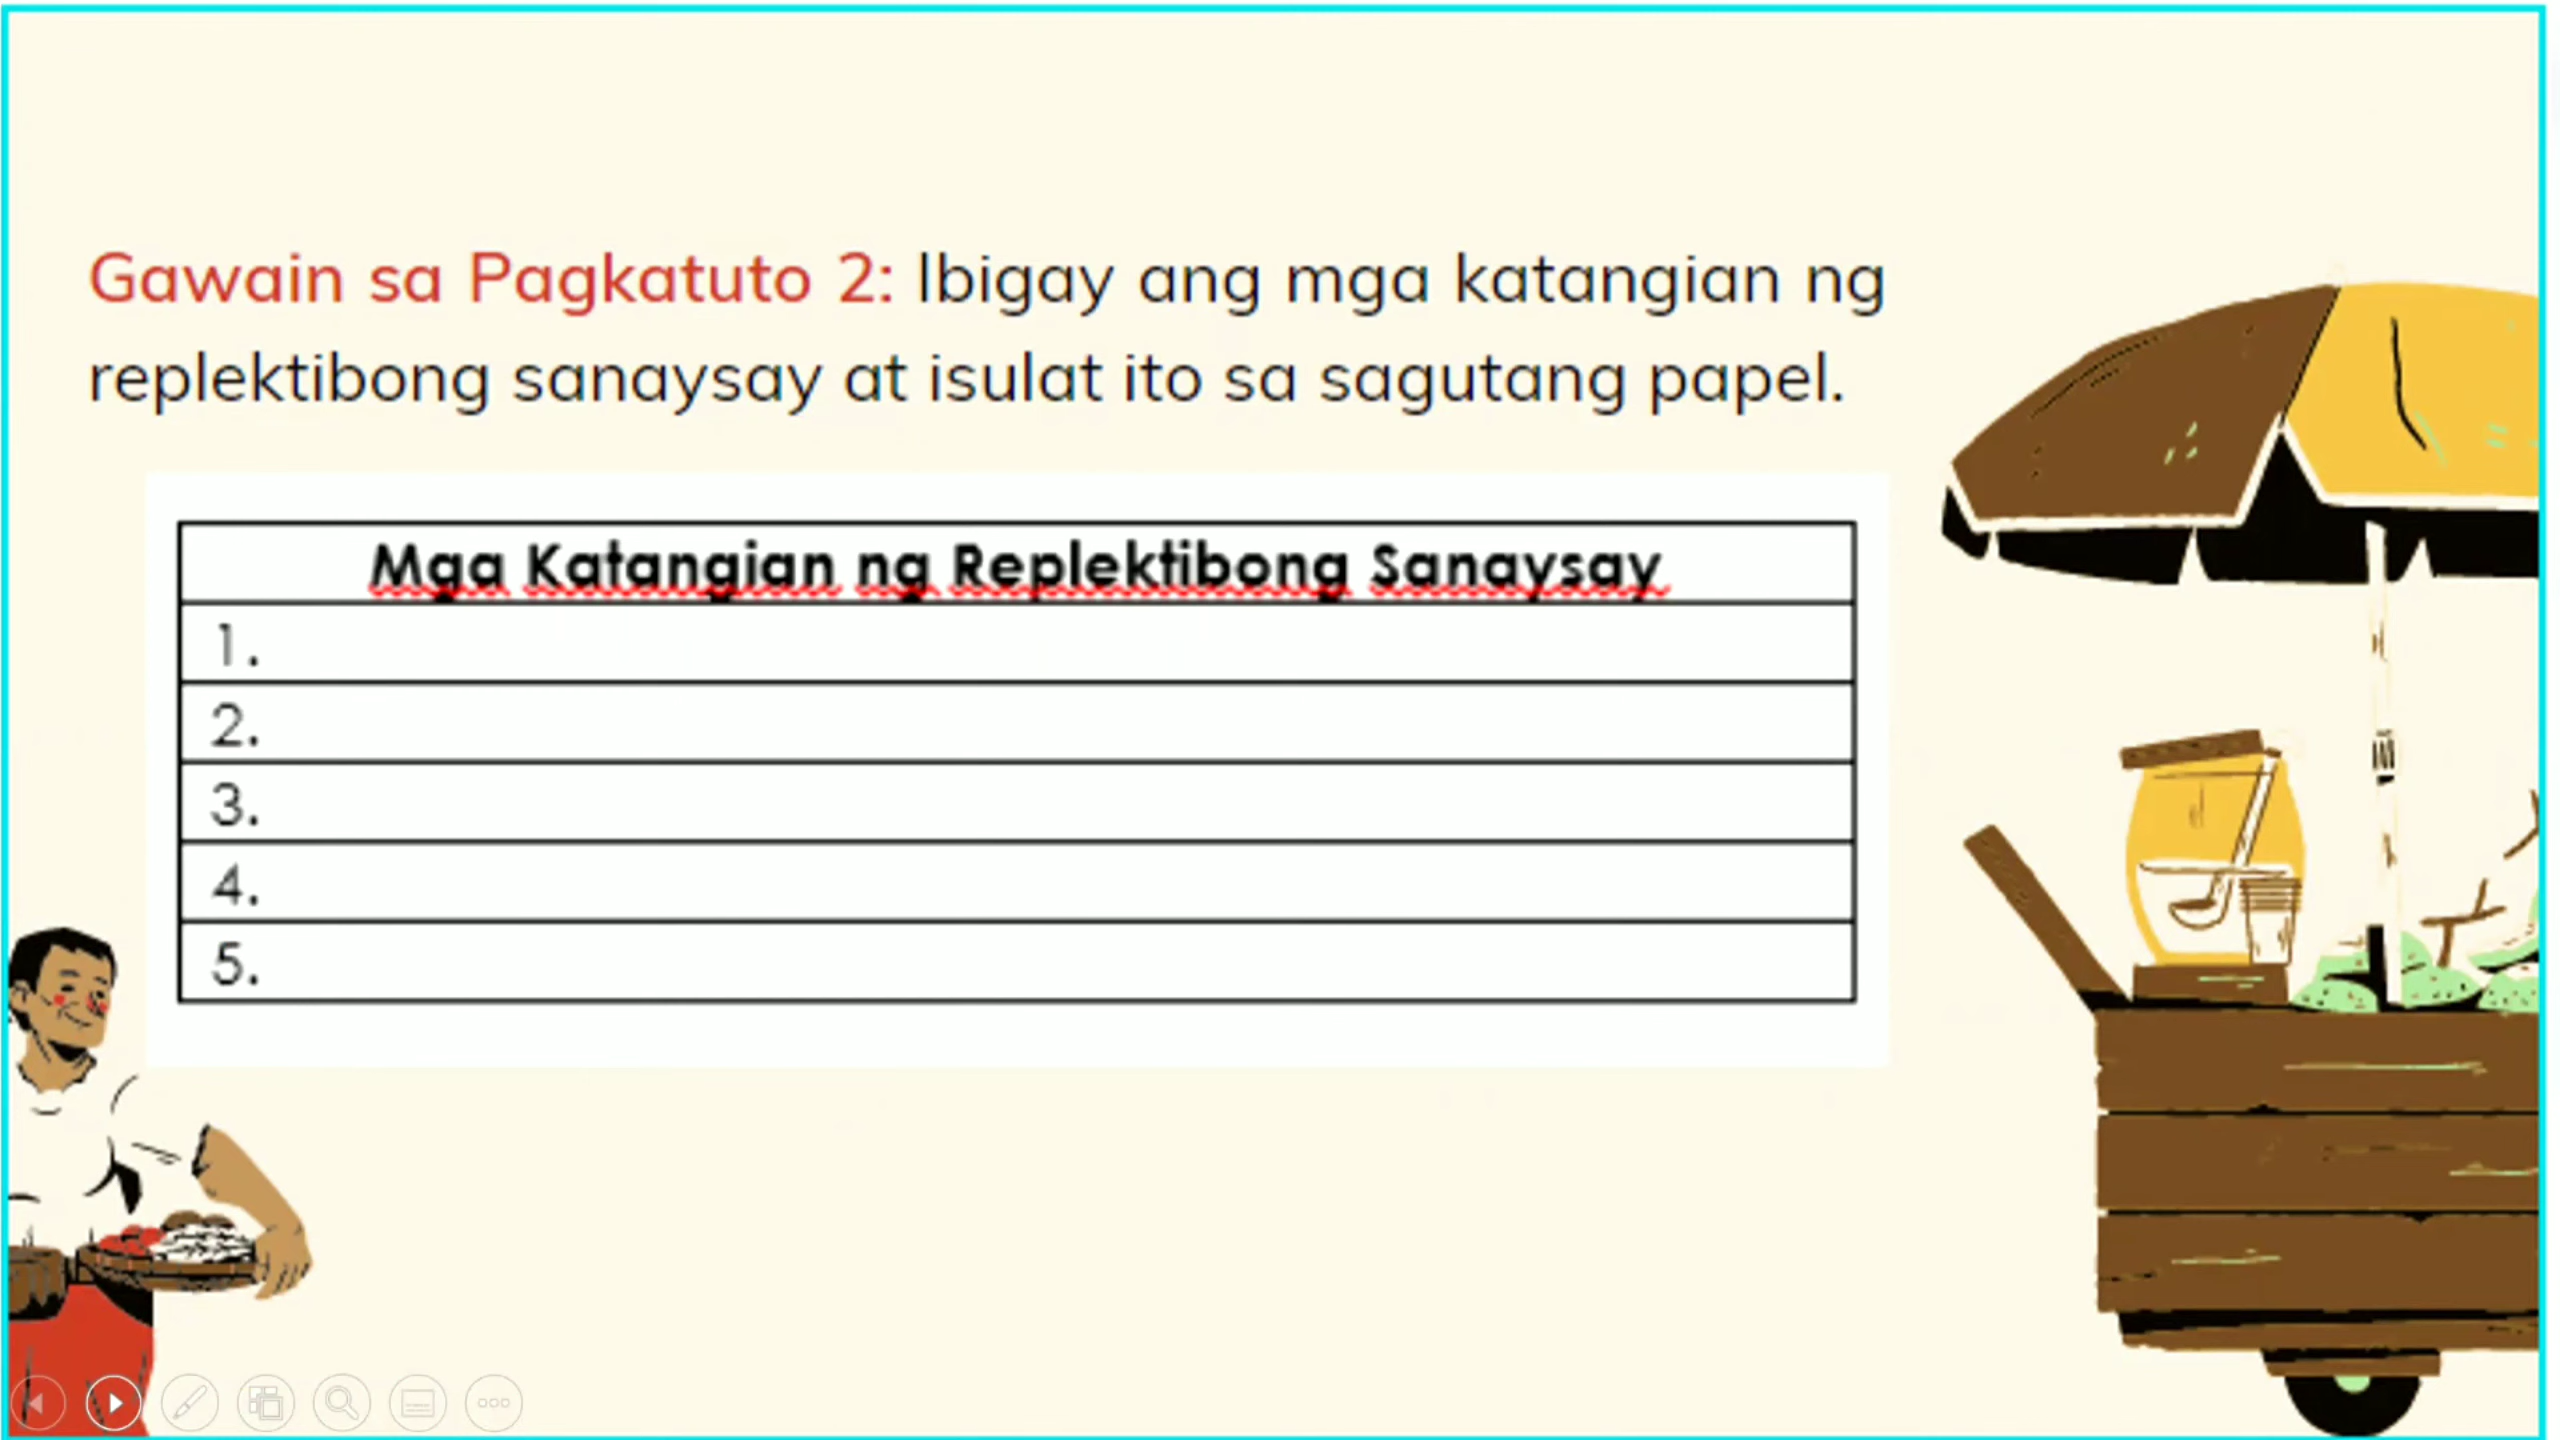 Gawain sa Pagkatuto 2: Ibigay ang mga katangian ng
replektibong sanaysay at isulat ito sa sagutang papel.
Mga Katangian ng Replektibong Sanaysay
1.
2.
3.
4.
5.